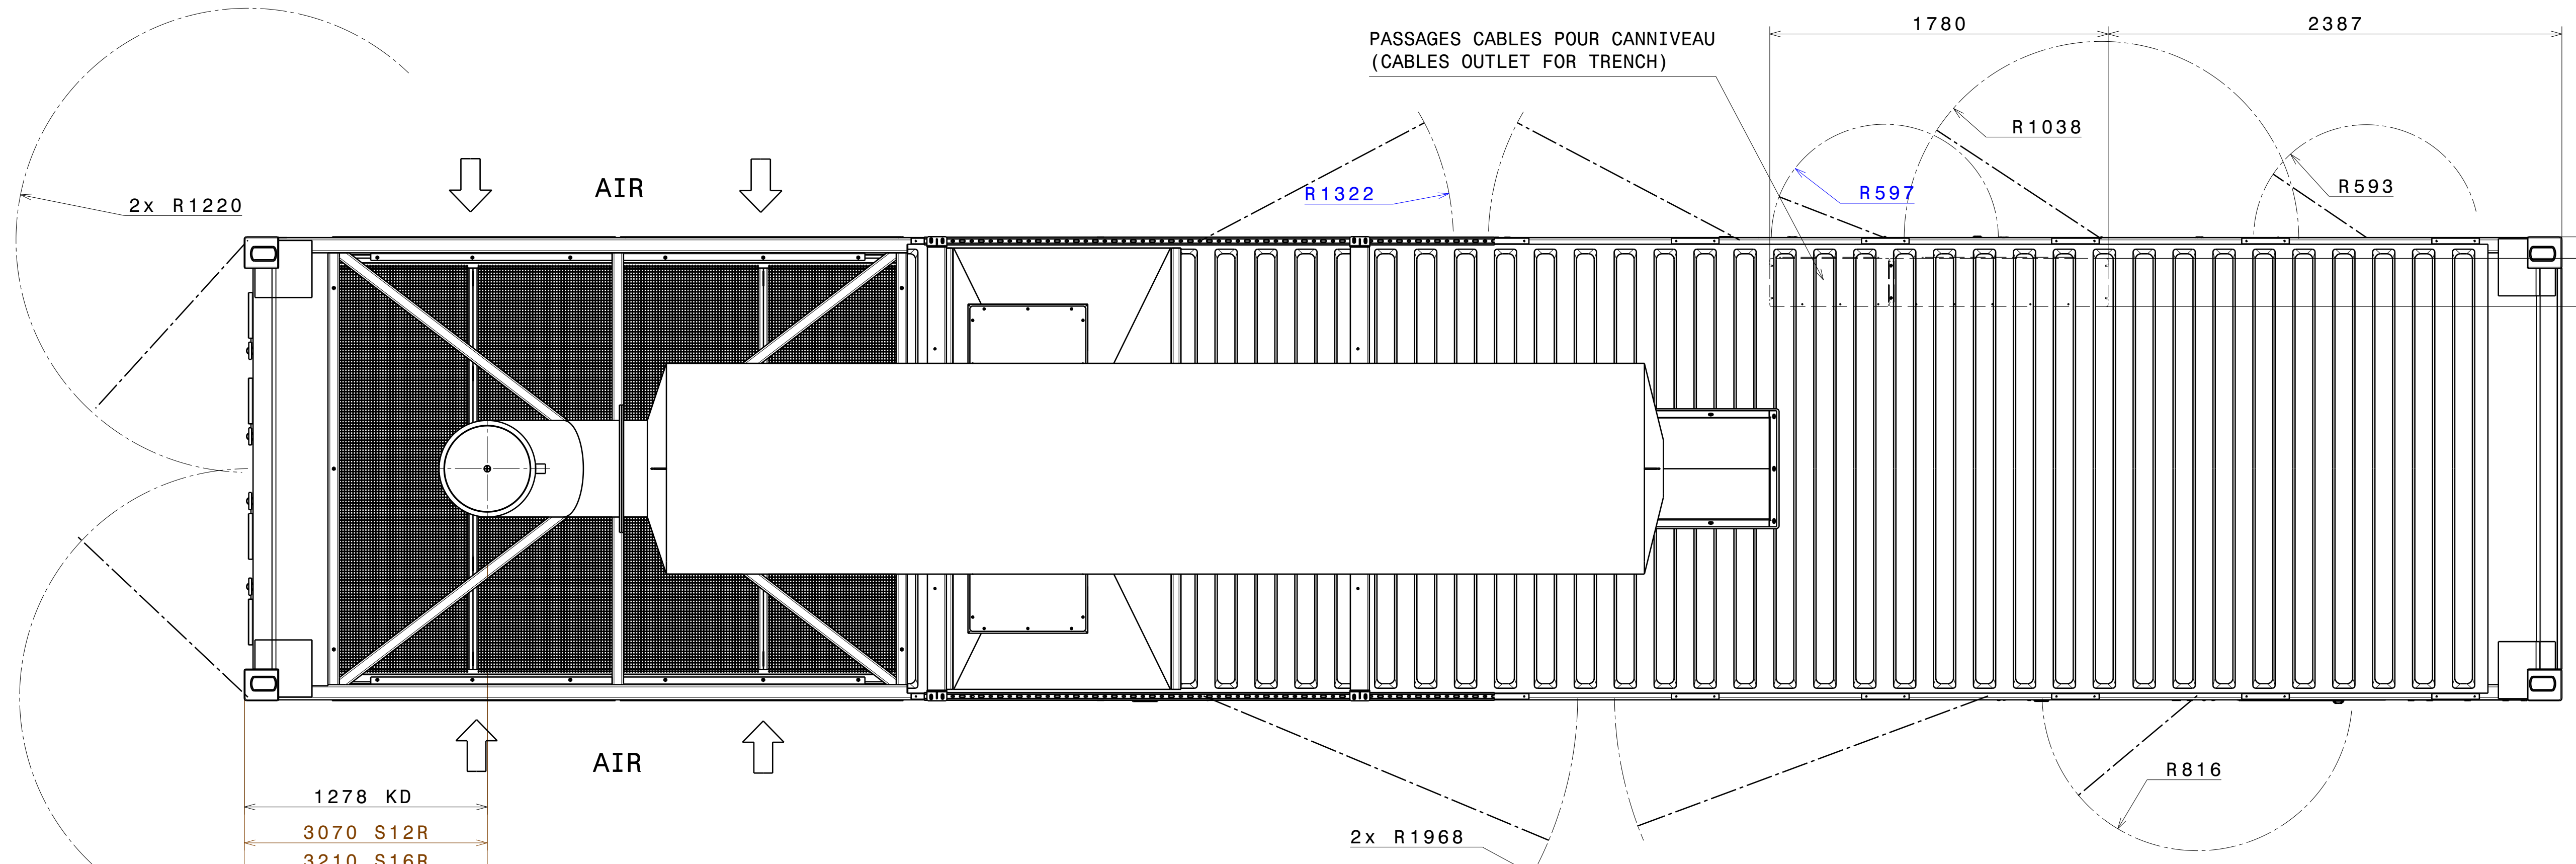 1780
2387
PASSAGES CABLES POUR CANNIVEAU
(CABLES OUTLET FOR TRENCH)
R1038
AIR
R1322
R597
R593
2x R1220
AIR
R816
1278 KD
3070 S12R
2x R1968
3210 S16R